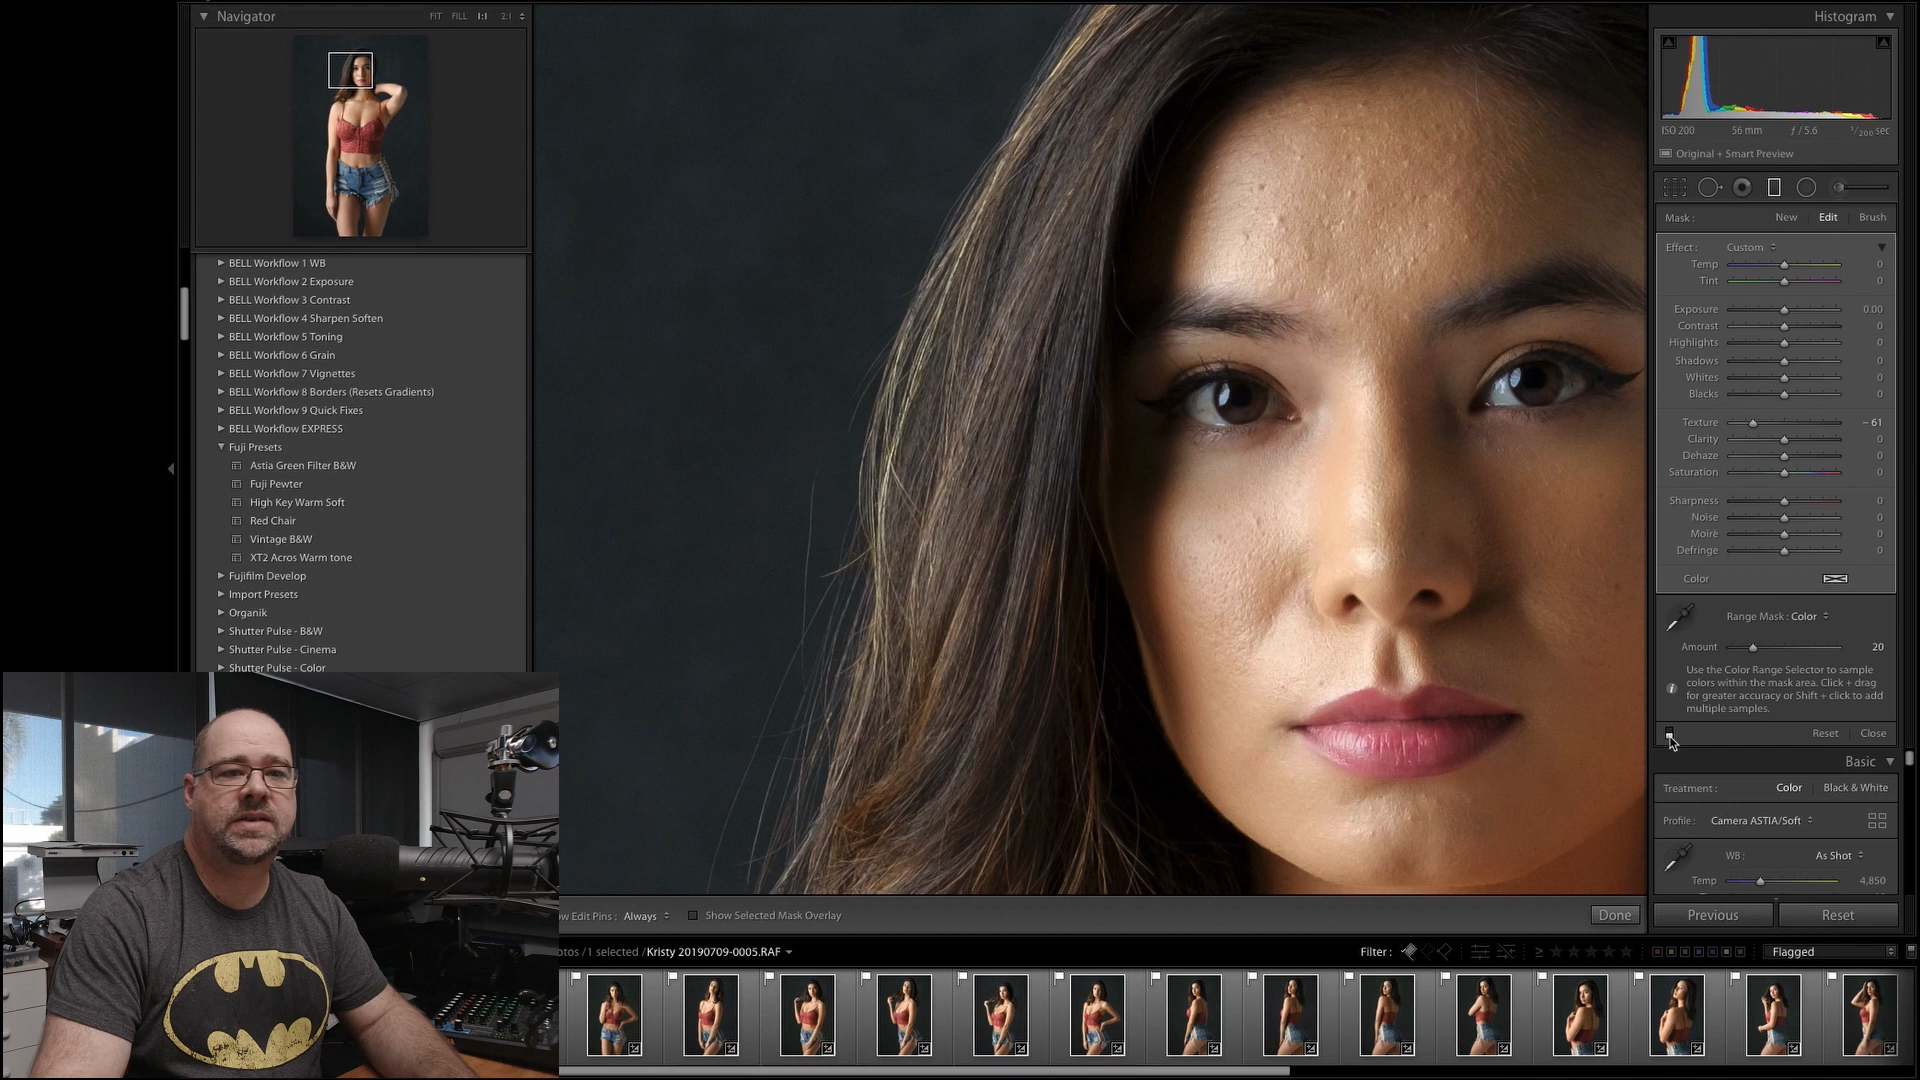 Navigator
FIT FILL 1:1 2:1
BELL Workflow 1 WB
BELL Workflow 2 Exposure
BELL Workflow 3 Contrast
BELL Workflow 4 Sharpen Soften
BELL Workflow 5 Toning
BELL Workflow 6 Grain
BELL Workflow 7 Vignettes
BELL Workflow 8 Borders (Resets Gradients)
BELL Workflow 9 Quick Fixes
BELL Workflow EXPRESS
Fuji Presets
Astia Green Filter B&W
Fuji Pewter
High Key Warm Soft
Red Chair
Vintage B&W
XT2 Acros Warm tone
Fujifilm Develop
Import Presets
Organik
Shutter Pulse - B&W
Shutter Pulse - Cinema
Shutter Pulse - Color
Histogram
ISO 200 56 mm ƒ / 5.6 1/200 sec
Original + Smart Preview
Mask : New Edit Brush
Effect : Custom
Temp 0
Tint 0
Exposure 0.00
Contrast 0
Highlights 0
Shadows 0
Whites 0
Blacks 0
Texture – 61
Clarity 0
Dehaze 0
Saturation 0
Sharpness 0
Noise 0
Moiré 0
Defringe 0
Color
Range Mask : Color
Amount 20
Use the Color Range Selector to sample
colors within the mask area. Click + drag
for greater accuracy or Shift + click to add
multiple samples.
Reset Close
Basic
Treatment : Color Black & White
Profile : Camera ASTIA/Soft
WB : As Shot
Temp 4,850
Previous Reset
ow Edit Pins : Always Show Selected Mask Overlay Done
otos / 1 selected / Kristy 20190709-0005.RAF
Filter : ≥ Flagged